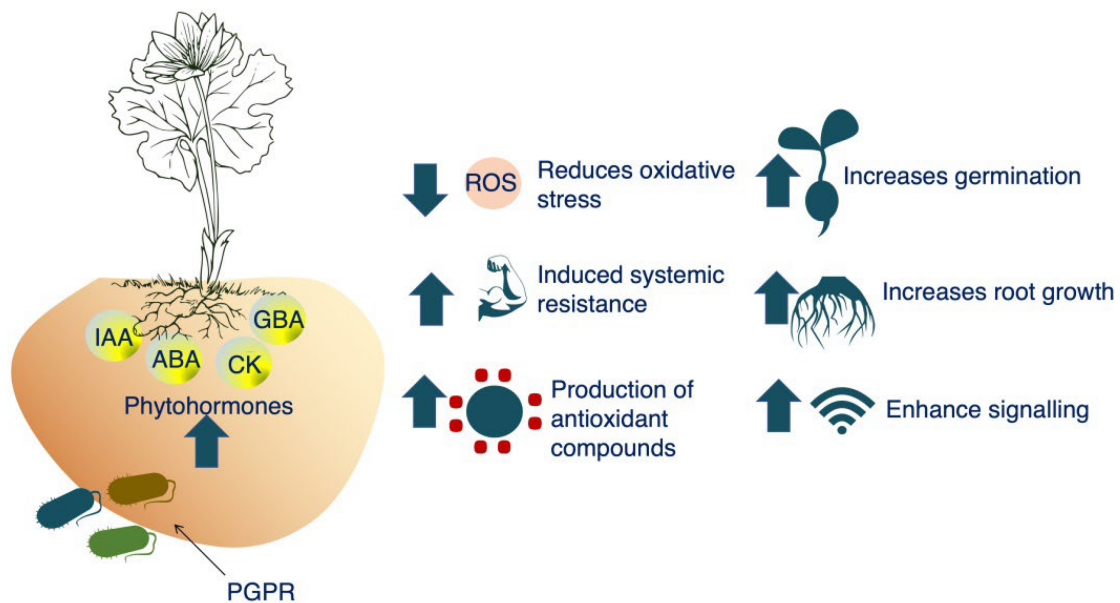 IAA
ABA
CK
GBA
Phytohormones
PGPR
ROS
Reduces oxidative
stress
Induced systemic
resistance
Production of
antioxidant
compounds
Increases germination
Increases root growth
Enhance signalling